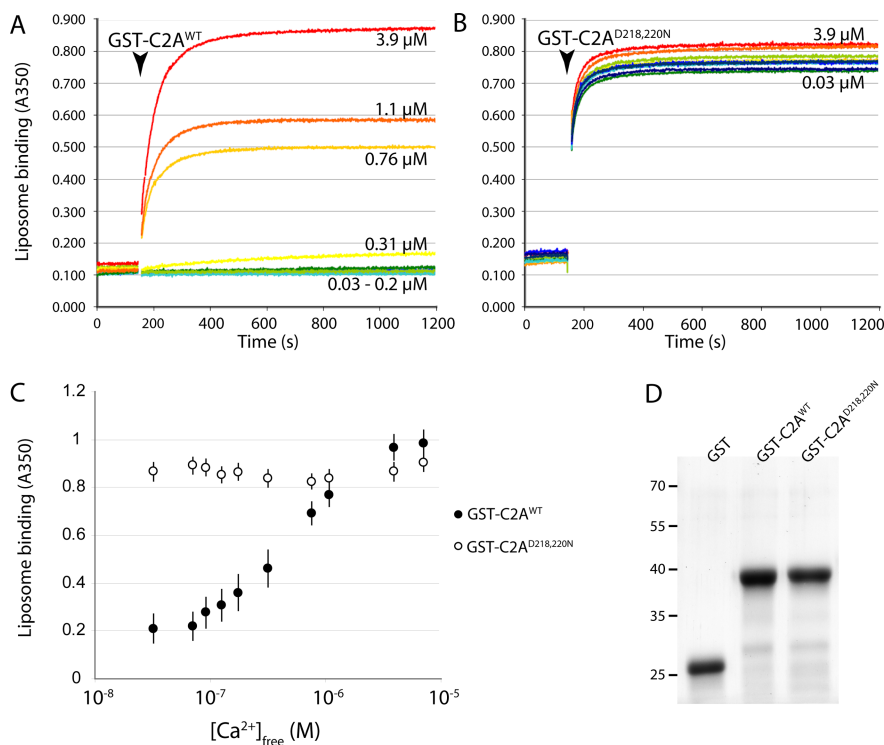 A
GST-C2A^WT
Liposome binding (A350)
0.900
0.800
0.700
0.600
0.500
0.400
0.300
0.200
0.100
0.000
3.9 µM
1.1 µM
0.76 µM
0.31 µM
0.03 - 0.2 µM
0 200 400 600 800 1000 1200
Time (s)
B
GST-C2A^D218,220N
0.900
0.800
0.700
0.600
0.500
0.400
0.300
0.200
0.100
0.000
3.9 µM
0.03 µM
0 200 400 600 800 1000 1200
Time (s)
C
Liposome binding (A350)
1.2
1
0.8
0.6
0.4
0.2
0
10^-8 10^-7 10^-6 10^-5
[Ca^2+]_free (M)
GST-C2A^WT
GST-C2A^D218,220N
D
GST
GST-C2A^WT
GST-C2A^D218,220N
70
55
40
35
25